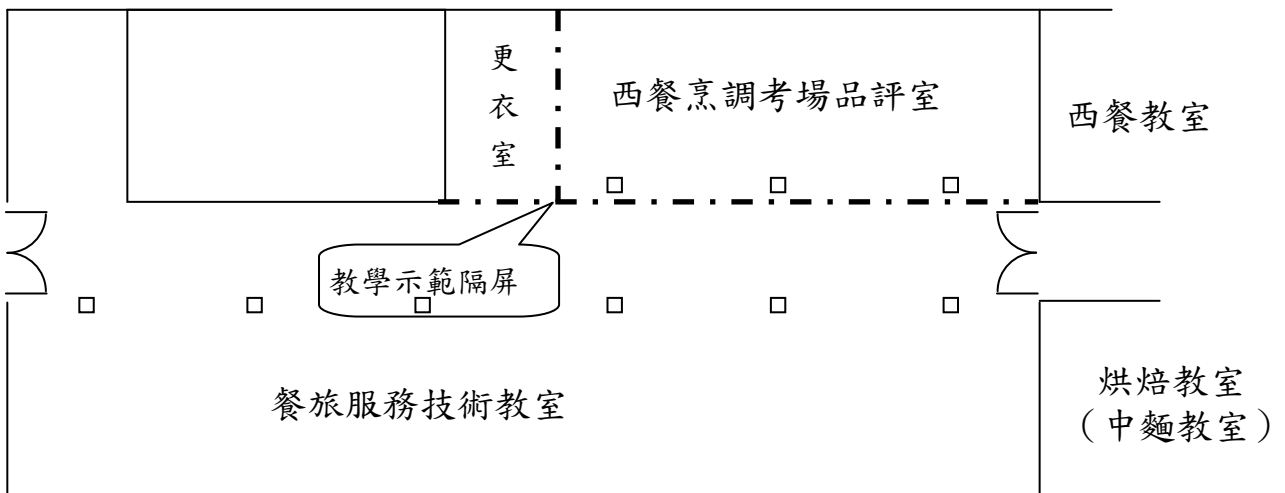 更
衣
室
西餐烹調考場品評室
西餐教室
教學示範隔屏
餐旅服務技術教室
烘焙教室
（中麵教室）